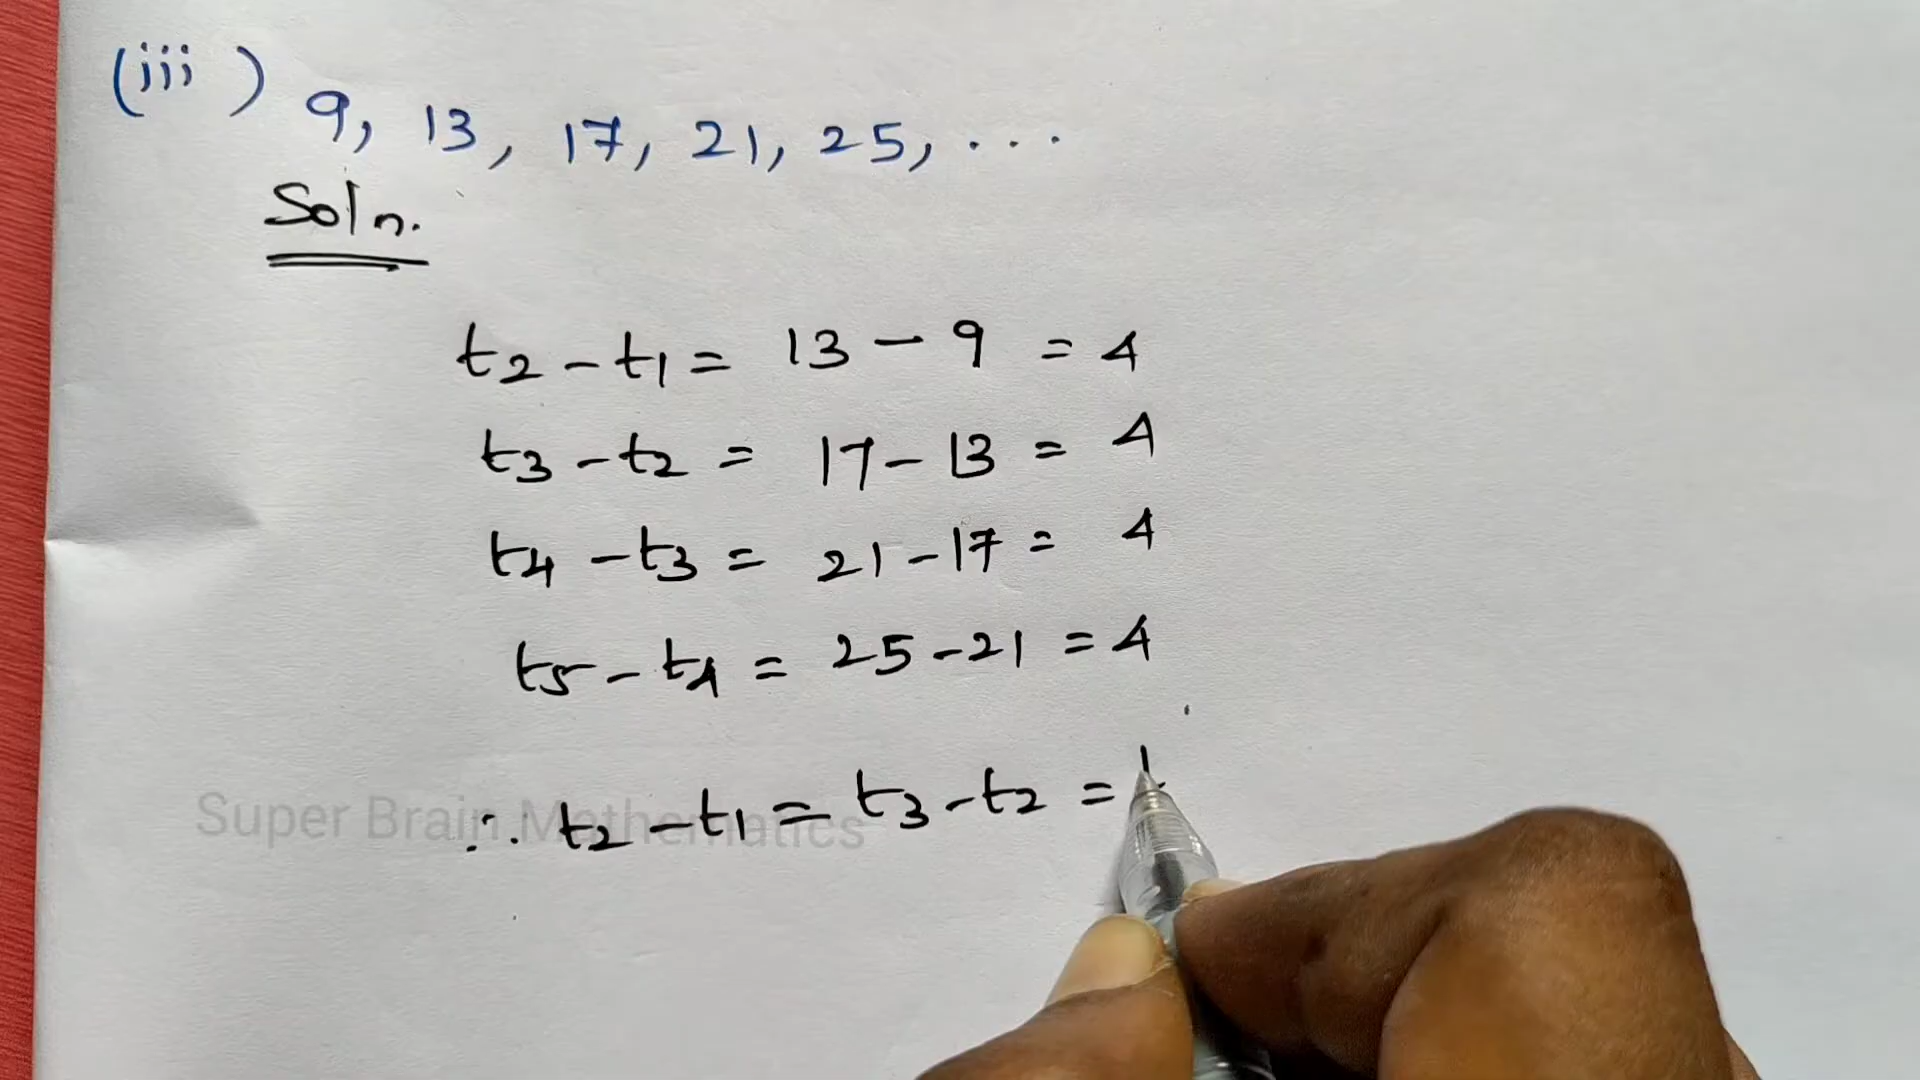 (iii) 9, 13, 17, 21, 25, ...
Soln.
t2 - t1 = 13 - 9 = 4
t3 - t2 = 17 - 13 = 4
t4 - t3 = 21 - 17 = 4
t5 - t4 = 25 - 21 = 4
∴ t2 - t1 = t3 - t2 =
Super Brain Mathematics